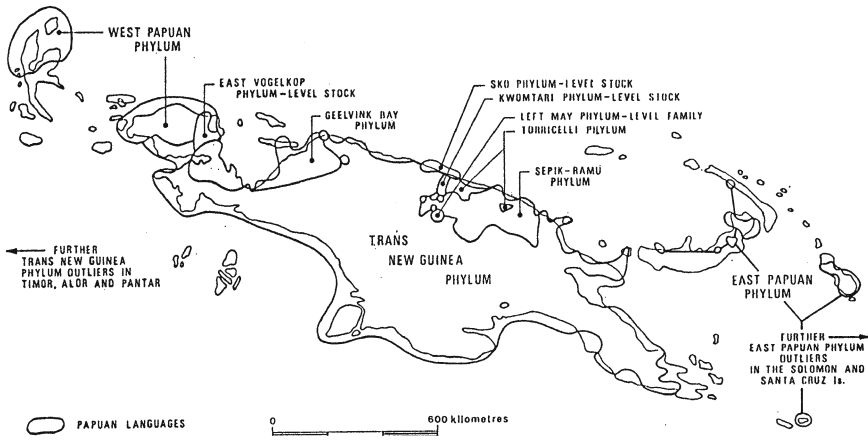 WEST PAPUAN
PHYLUM
EAST VOGELKOP
PHYLUM-LEVEL STOCK
GEELVINK BAY
PHYLUM
SKO PHYLUM-LEVEL STOCK
KWOMTARI PHYLUM-LEVEL STOCK
LEFT MAY PHYLUM-LEVEL FAMILY
TORRICELLI PHYLUM
SEPIK-RAMU
PHYLUM
FURTHER
TRANS NEW GUINEA
PHYLUM OUTLIERS IN
TIMOR, ALOR AND PANTAR
TRANS
NEW GUINEA
PHYLUM
EAST PAPUAN
PHYLUM
FURTHER
EAST PAPUAN PHYLUM
OUTLIERS
IN THE SOLOMON AND
SANTA CRUZ Is.
PAPUAN LANGUAGES
0 600 kilometres